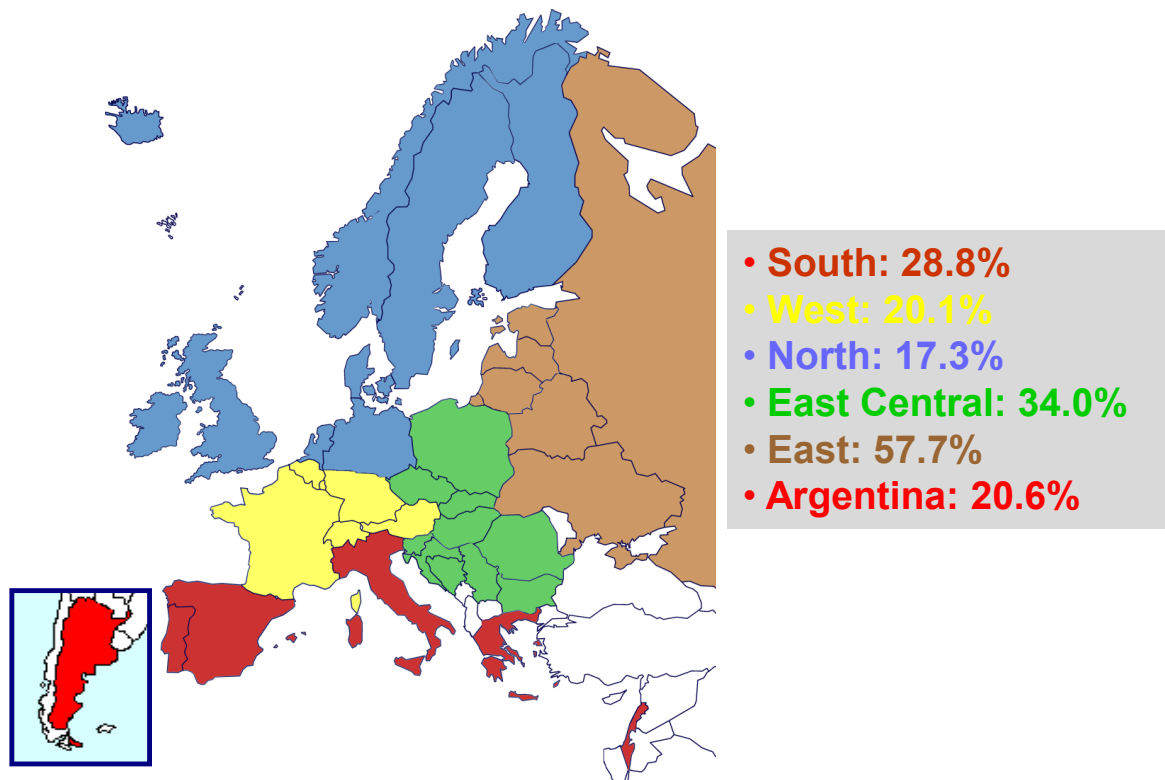 • South: 28.8%
• West: 20.1%
• North: 17.3%
• East Central: 34.0%
• East: 57.7%
• Argentina: 20.6%